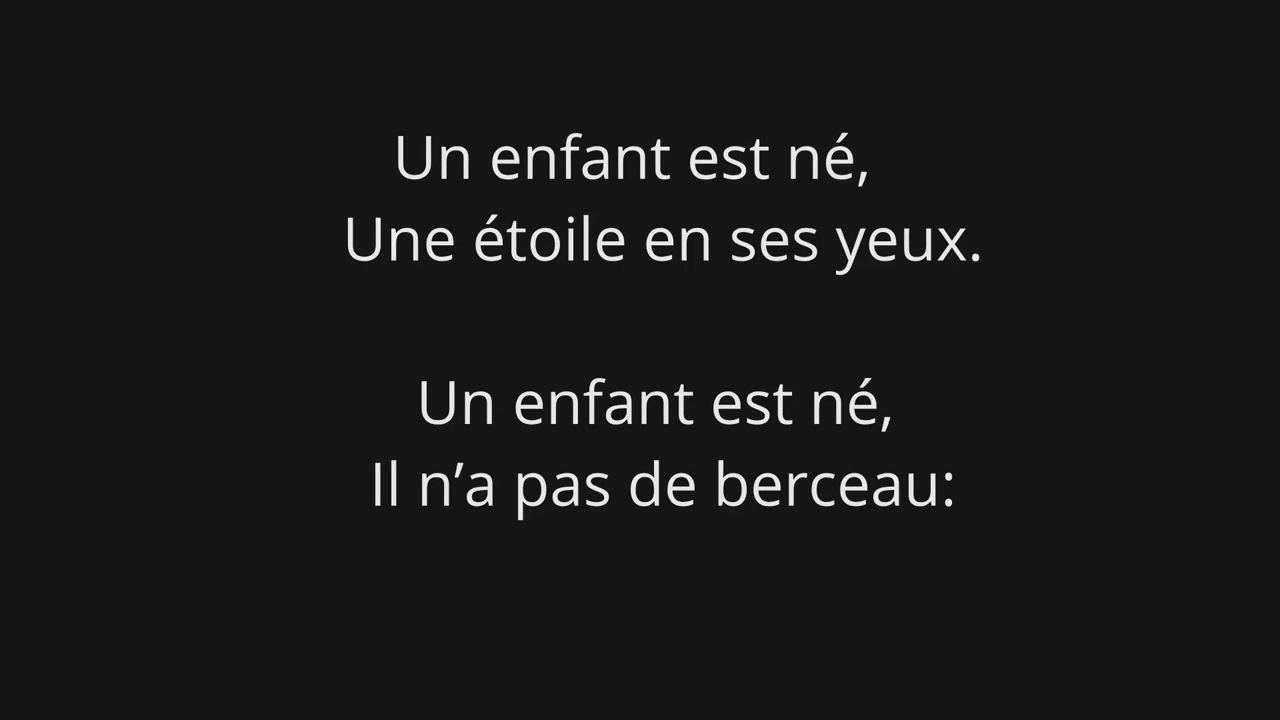 Un enfant est né,
Une étoile en ses yeux.
Un enfant est né,
Il n’a pas de berceau: